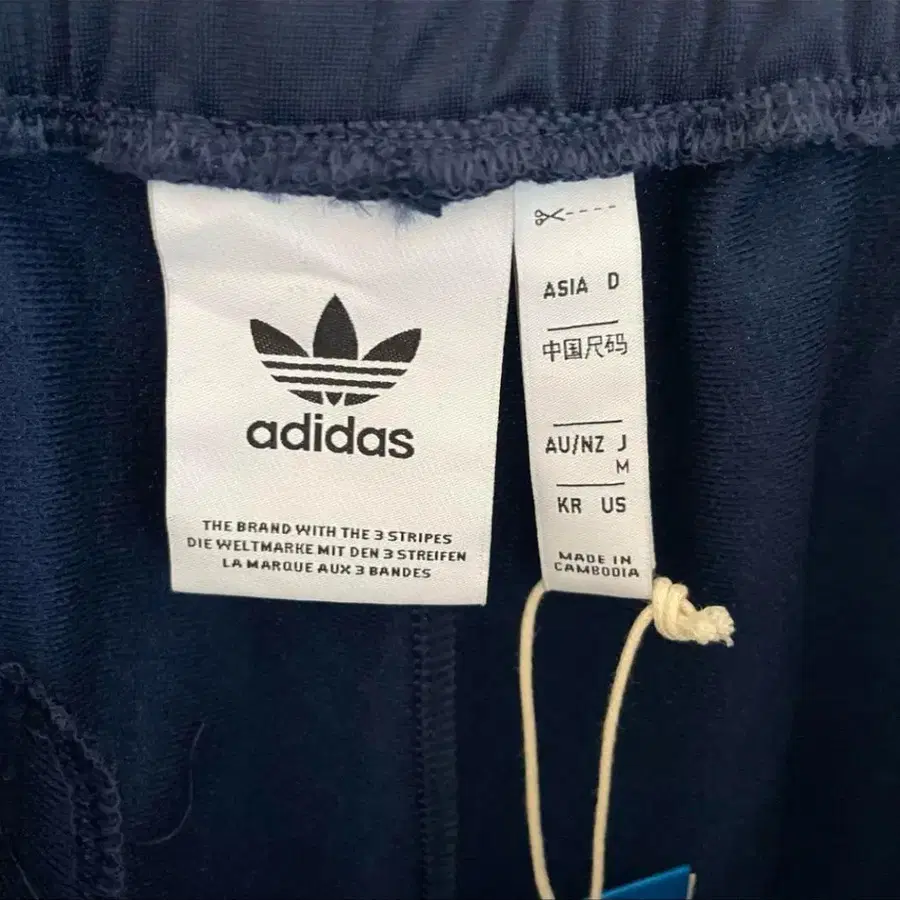 adidas
THE BRAND WITH THE 3 STRIPES
DIE WELTMARKE MIT DEN 3 STREIFEN
LA MARQUE AUX 3 BANDES
ASIA D
中国尺码
AU/NZ J
M
KR US
MADE IN
CAMBODIA